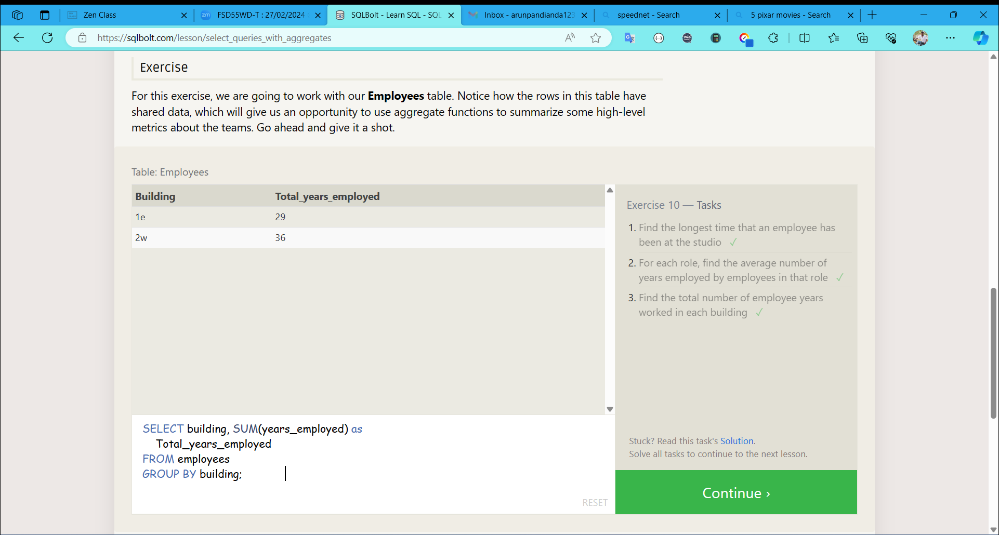 Zen Class
FSD55WD-T : 27/02/2024
SQLBolt - Learn SQL - SQL
Inbox - arunpandianda123
speednet - Search
5 pixar movies - Search
https://sqlbolt.com/lesson/select_queries_with_aggregates
Exercise
For this exercise, we are going to work with our Employees table. Notice how the rows in this table have
shared data, which will give us an opportunity to use aggregate functions to summarize some high-level
metrics about the teams. Go ahead and give it a shot.
Table: Employees
Building Total_years_employed
1e 29
2w 36
SELECT building, SUM(years_employed) as
Total_years_employed
FROM employees
GROUP BY building;
RESET
Exercise 10 — Tasks
1. Find the longest time that an employee has
been at the studio ✓
2. For each role, find the average number of
years employed by employees in that role ✓
3. Find the total number of employee years
worked in each building ✓
Stuck? Read this task's Solution.
Solve all tasks to continue to the next lesson.
Continue ›